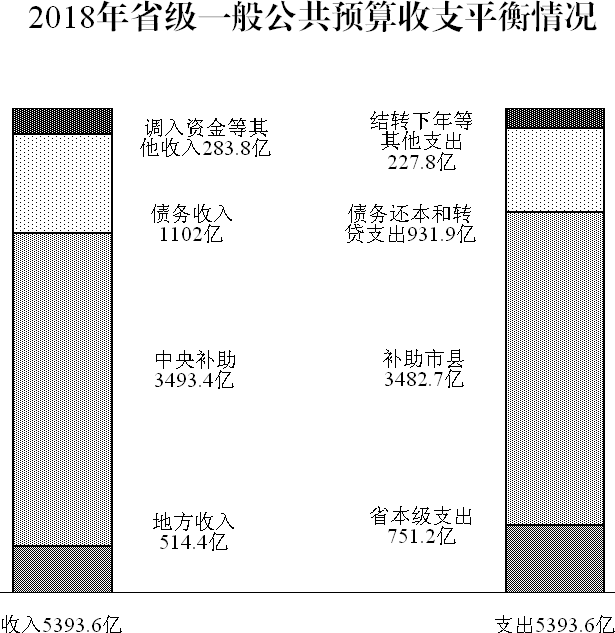 2018年省级一般公共预算收支平衡情况
调入资金等其
他收入283.8亿
债务收入
1102亿
中央补助
3493.4亿
地方收入
514.4亿
收入5393.6亿
结转下年等
其他支出
227.8亿
债务还本和转
贷支出931.9亿
补助市县
3482.7亿
省本级支出
751.2亿
支出5393.6亿